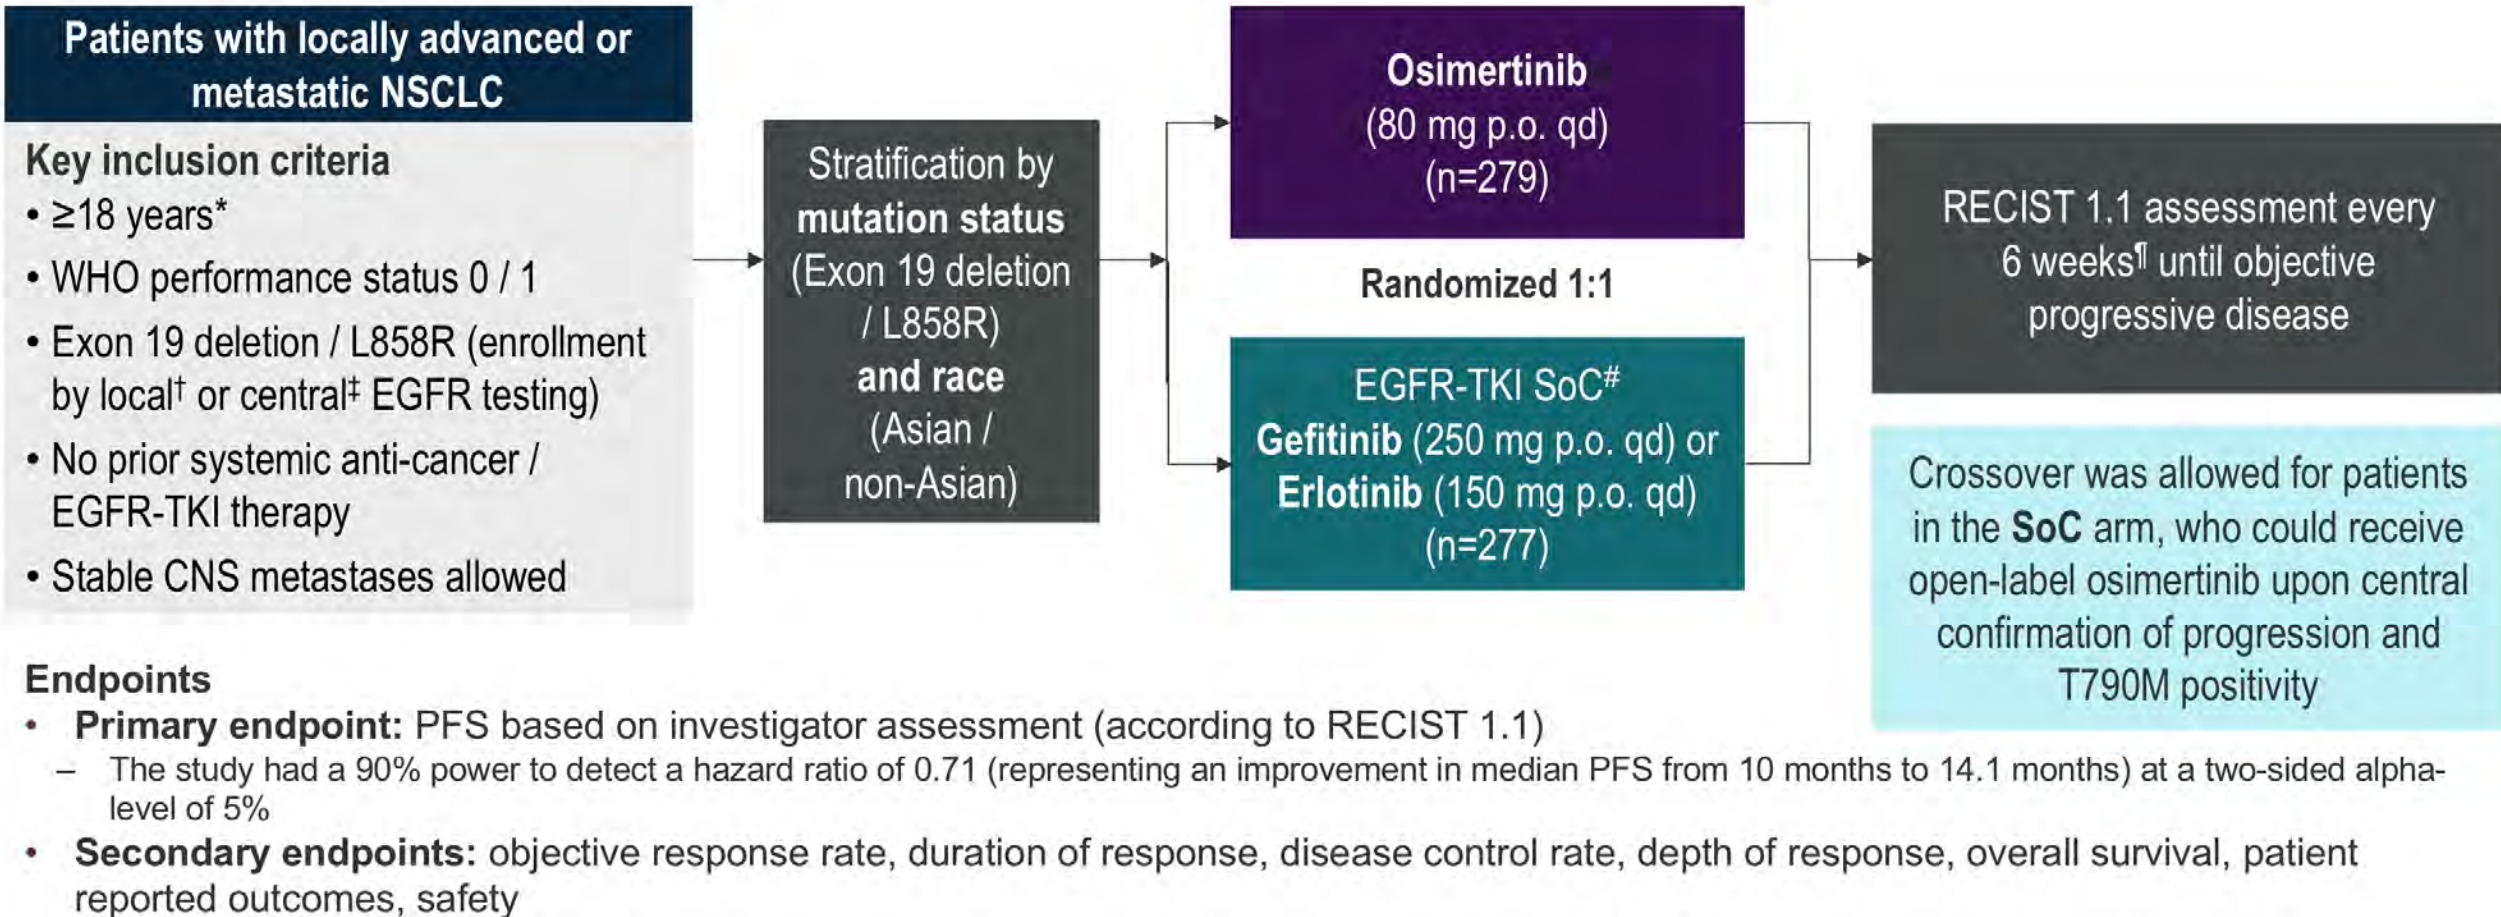 Patients with locally advanced or
metastatic NSCLC
Key inclusion criteria
• ≥18 years*
• WHO performance status 0 / 1
• Exon 19 deletion / L858R (enrollment
by local† or central‡ EGFR testing)
• No prior systemic anti-cancer /
EGFR-TKI therapy
• Stable CNS metastases allowed
Stratification by
mutation status
(Exon 19 deletion
/ L858R)
and race
(Asian /
non-Asian)
Osimertinib
(80 mg p.o. qd)
(n=279)
Randomized 1:1
EGFR-TKI SoC#
Gefitinib (250 mg p.o. qd) or
Erlotinib (150 mg p.o. qd)
(n=277)
RECIST 1.1 assessment every
6 weeks¶ until objective
progressive disease
Crossover was allowed for patients
in the SoC arm, who could receive
open-label osimertinib upon central
confirmation of progression and
T790M positivity
Endpoints
• Primary endpoint: PFS based on investigator assessment (according to RECIST 1.1)
– The study had a 90% power to detect a hazard ratio of 0.71 (representing an improvement in median PFS from 10 months to 14.1 months) at a two-sided alpha-
level of 5%
• Secondary endpoints: objective response rate, duration of response, disease control rate, depth of response, overall survival, patient
reported outcomes, safety